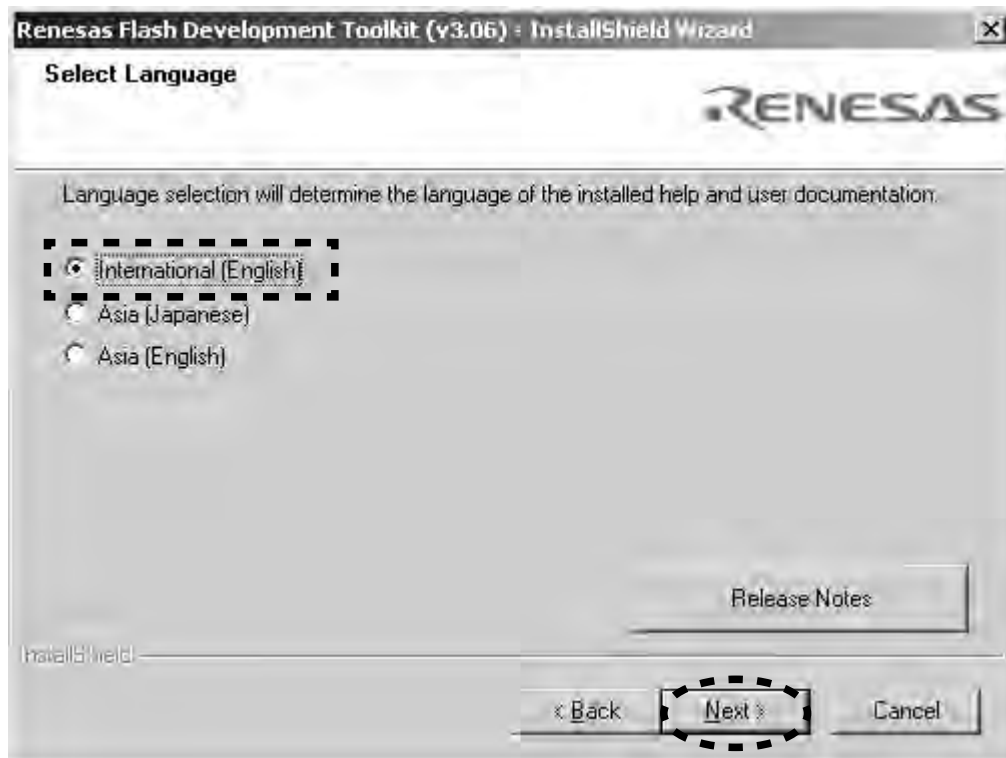 Renesas Flash Development Toolkit (v3.06) - InstallShield Wizard
Select Language
RENESAS
Language selection will determine the language of the installed help and user documentation.
International (English)
Asia (Japanese)
Asia (English)
Release Notes
InstallShield
< Back
Next >
Cancel